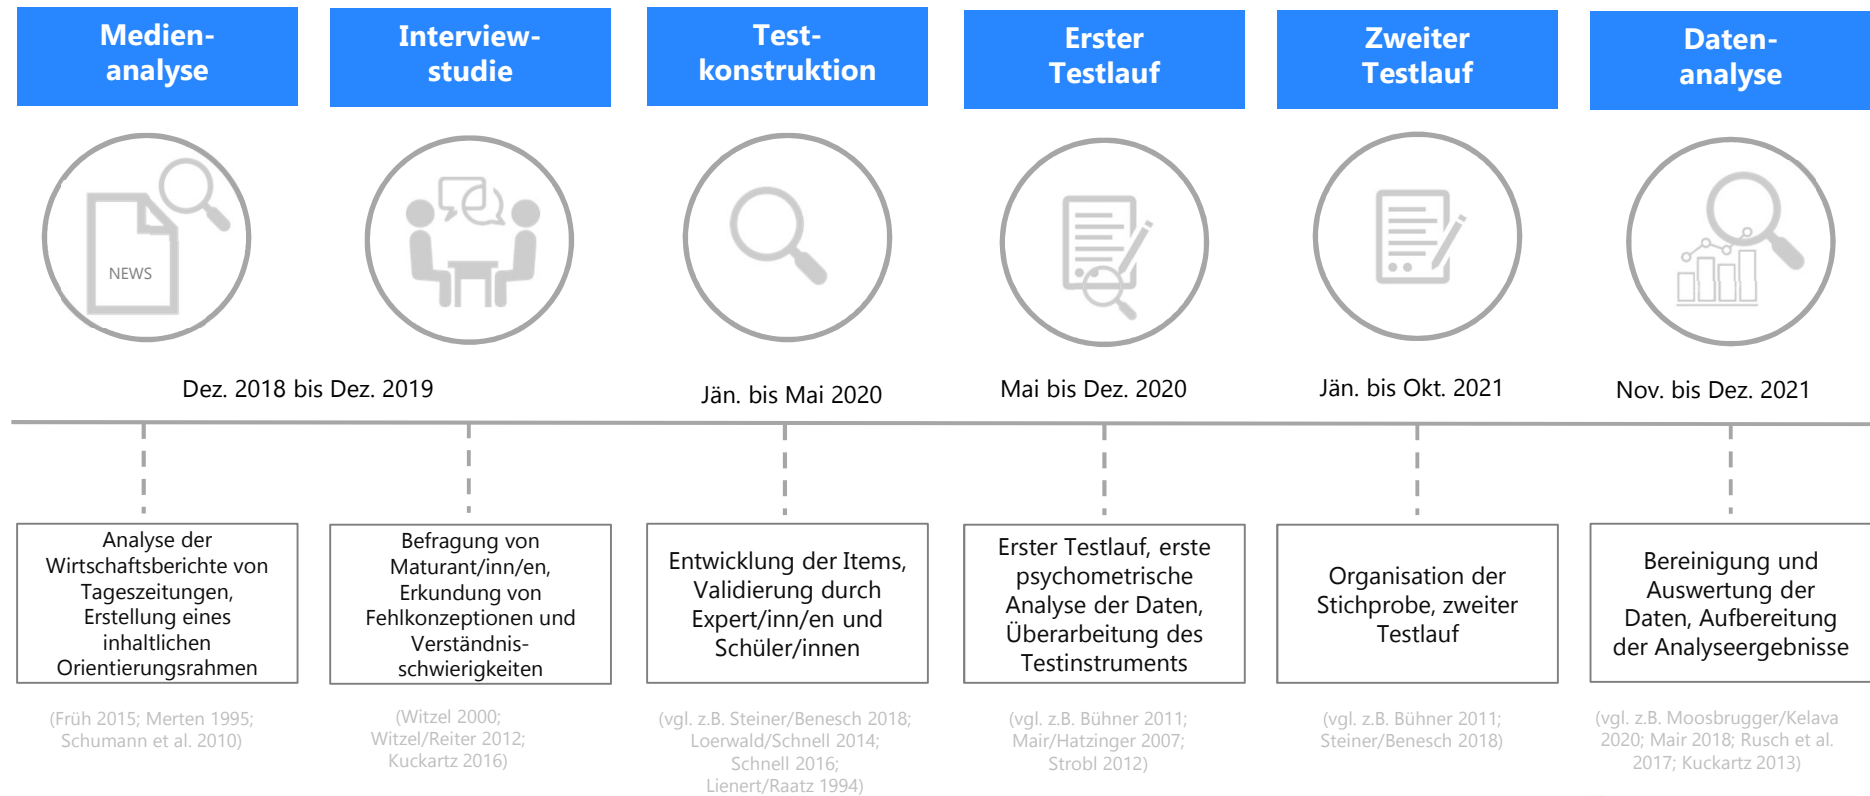 Medien-
analyse
Interview-
studie
Test-
konstruktion
Erster
Testlauf
Zweiter
Testlauf
Daten-
analyse
NEWS
Dez. 2018 bis Dez. 2019
Jän. bis Mai 2020
Mai bis Dez. 2020
Jän. bis Okt. 2021
Nov. bis Dez. 2021
Analyse der
Wirtschaftsberichte von
Tageszeitungen,
Erstellung eines
inhaltlichen
Orientierungsrahmen
Befragung von
Maturant/inn/en,
Erkundung von
Fehlkonzeptionen und
Verständnis-
schwierigkeiten
Entwicklung der Items,
Validierung durch
Expert/inn/en und
Schüler/innen
Erster Testlauf, erste
psychometrische
Analyse der Daten,
Überarbeitung des
Testinstruments
Organisation der
Stichprobe, zweiter
Testlauf
Bereinigung und
Auswertung der
Daten, Aufbereitung
der Analyseergebnisse
(Früh 2015; Merten 1995;
Schumann et al. 2010)
(Witzel 2000;
Witzel/Reiter 2012;
Kuckartz 2016)
(vgl. z.B. Steiner/Benesch 2018;
Loerwald/Schnell 2014;
Schnell 2016;
Lienert/Raatz 1994)
(vgl. z.B. Bühner 2011;
Mair/Hatzinger 2007;
Strobl 2012)
(vgl. z.B. Bühner 2011;
Steiner/Benesch 2018)
(vgl. z.B. Moosbrugger/Kelava
2020; Mair 2018; Rusch et al.
2017; Kuckartz 2013)